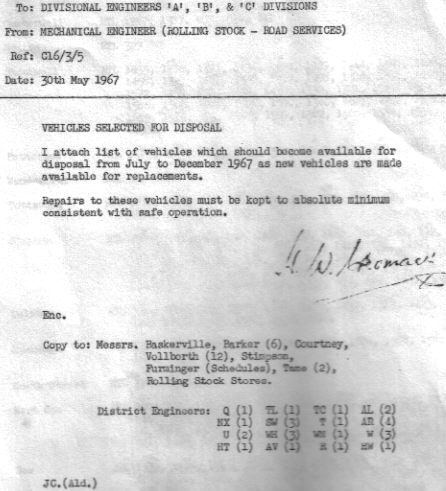 To: DIVISIONAL ENGINEERS 'A', 'B', & 'C' DIVISIONS
From: MECHANICAL ENGINEER (ROLLING STOCK - ROAD SERVICES)
Ref: C16/3/5
Date: 30th May 1967
VEHICLES SELECTED FOR DISPOSAL
I attach list of vehicles which should become available for
disposal from July to December 1967 as new vehicles are made
available for replacements.
Repairs to these vehicles must be kept to absolute minimum
consistent with safe operation.
Enc.
Copy to: Messrs. Baskerville, Parker (6), Courtney,
Vollborth (12), Stimpson,
Fursinger (Schedules), Tame (2),
Rolling Stock Stores.
District Engineers: Q (1) TL (1) TC (1) AL (2)
NX (1) SW (3) T (1) AR (4)
U (2) WH (3) (1) W (3)
HT (1) AV (1) R (1) HW (1)
JC.(Ald.)